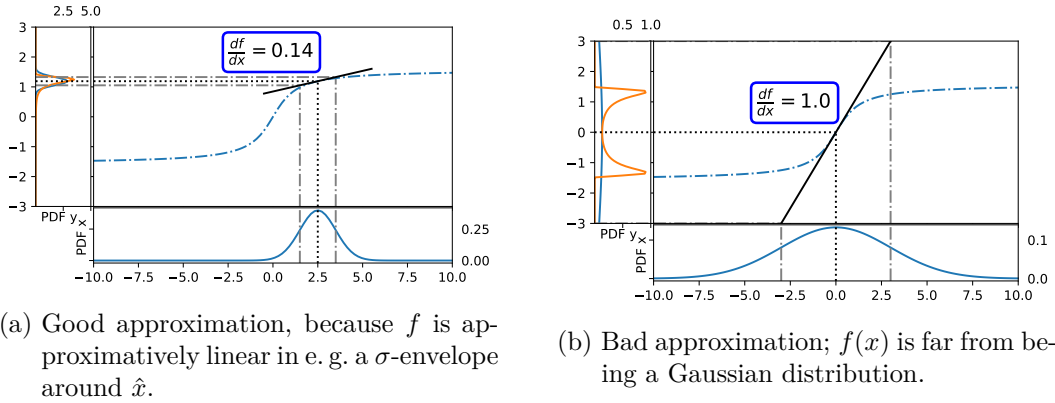 2.5 5.0
3
2
1
0
−1
−2
−3
df/dx = 0.14
PDF y
PDF x
0.25
0.00
−10.0 −7.5 −5.0 −2.5 0.0 2.5 5.0 7.5 10.0
(a) Good approximation, because f is ap-
proximatively linear in e. g. a σ-envelope
around x̂.
0.5 1.0
3
2
1
0
−1
−2
−3
df/dx = 1.0
PDF y
PDF x
0.1
0.0
−10.0 −7.5 −5.0 −2.5 0.0 2.5 5.0 7.5 10.0
(b) Bad approximation; f(x) is far from be-
ing a Gaussian distribution.